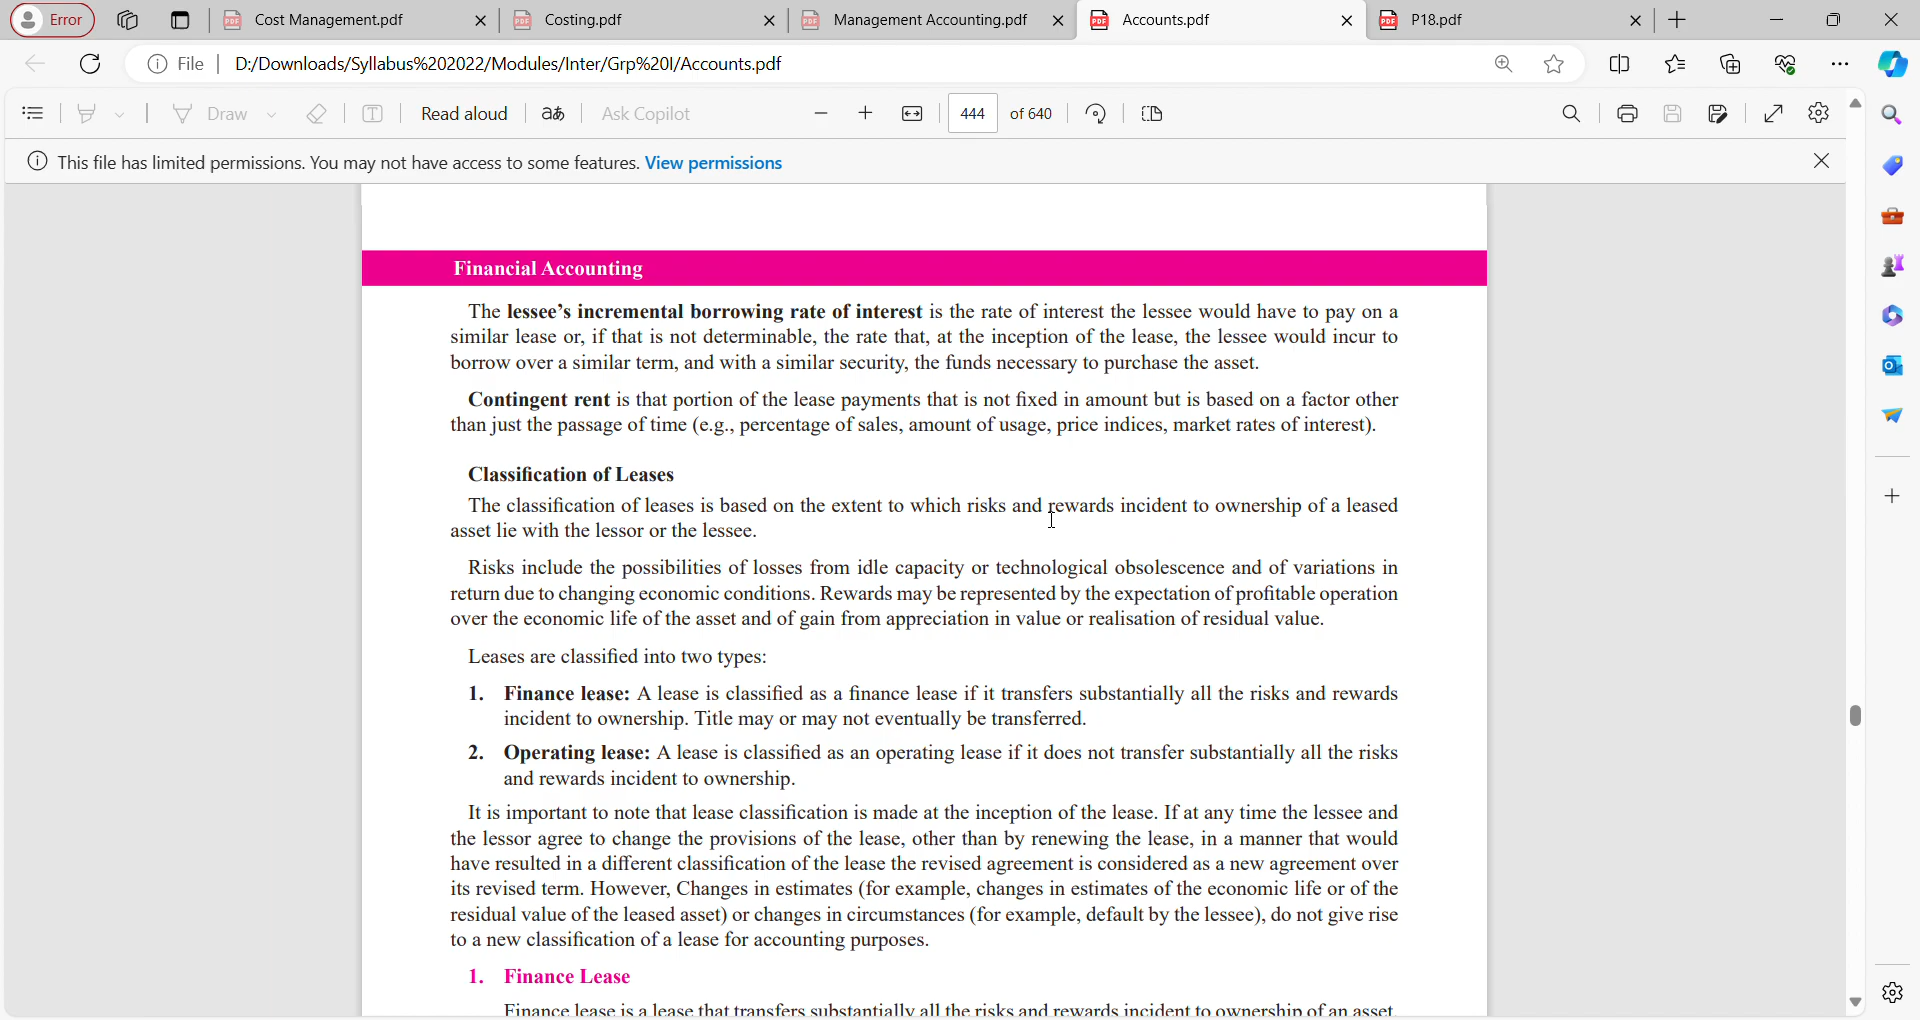 Error
Cost Management.pdf
Costing.pdf
Management Accounting.pdf
Accounts.pdf
P18.pdf
File
D:/Downloads/Syllabus%202022/Modules/Inter/Grp%20I/Accounts.pdf
Draw
Read aloud
aあ
Ask Copilot
444 of 640
This file has limited permissions. You may not have access to some features. View permissions
Financial Accounting
The lessee’s incremental borrowing rate of interest is the rate of interest the lessee would have to pay on a
similar lease or, if that is not determinable, the rate that, at the inception of the lease, the lessee would incur to
borrow over a similar term, and with a similar security, the funds necessary to purchase the asset.
Contingent rent is that portion of the lease payments that is not fixed in amount but is based on a factor other
than just the passage of time (e.g., percentage of sales, amount of usage, price indices, market rates of interest).
Classification of Leases
The classification of leases is based on the extent to which risks and rewards incident to ownership of a leased
asset lie with the lessor or the lessee.
Risks include the possibilities of losses from idle capacity or technological obsolescence and of variations in
return due to changing economic conditions. Rewards may be represented by the expectation of profitable operation
over the economic life of the asset and of gain from appreciation in value or realisation of residual value.
Leases are classified into two types:
1. Finance lease: A lease is classified as a finance lease if it transfers substantially all the risks and rewards
incident to ownership. Title may or may not eventually be transferred.
2. Operating lease: A lease is classified as an operating lease if it does not transfer substantially all the risks
and rewards incident to ownership.
It is important to note that lease classification is made at the inception of the lease. If at any time the lessee and
the lessor agree to change the provisions of the lease, other than by renewing the lease, in a manner that would
have resulted in a different classification of the lease the revised agreement is considered as a new agreement over
its revised term. However, Changes in estimates (for example, changes in estimates of the economic life or of the
residual value of the leased asset) or changes in circumstances (for example, default by the lessee), do not give rise
to a new classification of a lease for accounting purposes.
1. Finance Lease
Finance lease is a lease that transfers substantially all the risks and rewards incident to ownership of an asset.